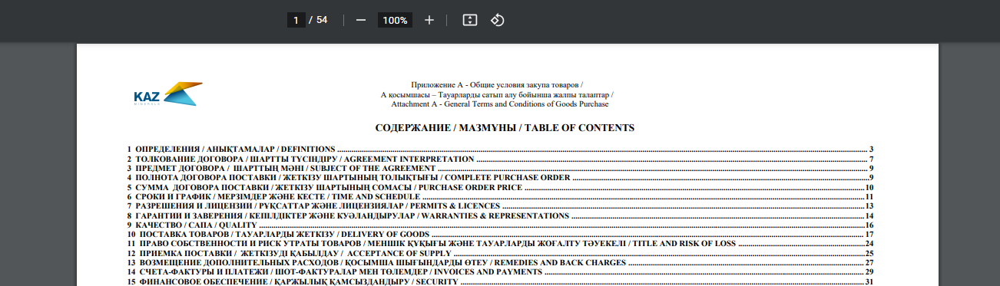 1 / 54 100%
KAZ
MINERALS
Приложение А - Общие условия закупа товаров /
А қосымшасы – Тауарларды сатып алу бойынша жалпы талаптар /
Attachment A - General Terms and Conditions of Goods Purchase
СОДЕРЖАНИЕ / МАЗМҰНЫ / TABLE OF CONTENTS
1 ОПРЕДЕЛЕНИЯ / АНЫҚТАМАЛАР / DEFINITIONS ........ 3
2 ТОЛКОВАНИЕ ДОГОВОРА / ШАРТТЫ ТҮСІНДІРУ / AGREEMENT INTERPRETATION ........ 7
3 ПРЕДМЕТ ДОГОВОРА / ШАРТТЫҢ МӘНІ / SUBJECT OF THE AGREEMENT ........ 9
4 ПОЛНОТА ДОГОВОРА ПОСТАВКИ / ЖЕТКІЗУ ШАРТЫНЫҢ ТОЛЫҚТЫҒЫ / COMPLETE PURCHASE ORDER ........ 9
5 СУММА ДОГОВОРА ПОСТАВКИ / ЖЕТКІЗУ ШАРТЫНЫҢ СОМАСЫ / PURCHASE ORDER PRICE ........ 10
6 СРОКИ И ГРАФИК / МЕРЗІМДЕР ЖӘНЕ КЕСТЕ / TIME AND SCHEDULE ........ 11
7 РАЗРЕШЕНИЯ И ЛИЦЕНЗИИ / РҰҚСАТТАР ЖӘНЕ ЛИЦЕНЗИЯЛАР / PERMITS & LICENCES ........ 13
8 ГАРАНТИИ И ЗАВЕРЕНИЯ / КЕПІЛДІКТЕР ЖӘНЕ КУӘЛАНДЫРУЛАР / WARRANTIES & REPRESENTATIONS ........ 14
9 КАЧЕСТВО / САПА / QUALITY ........ 16
10 ПОСТАВКА ТОВАРОВ / ТАУАРЛАРДЫ ЖЕТКІЗУ / DELIVERY OF GOODS ........ 17
11 ПРАВО СОБСТВЕННОСТИ И РИСК УТРАТЫ ТОВАРОВ / МЕНШІК ҚҰҚЫҒЫ ЖӘНЕ ТАУАРЛАРДЫ ЖОҒАЛТУ ТӘУЕКЕЛІ / TITLE AND RISK OF LOSS ........ 24
12 ПРИЕМКА ПОСТАВКИ / ЖЕТКІЗУДІ ҚАБЫЛДАУ / ACCEPTANCE OF SUPPLY ........ 25
13 ВОЗМЕЩЕНИЕ ДОПОЛНИТЕЛЬНЫХ РАСХОДОВ / ҚОСЫМША ШЫҒЫНДАРДЫ ӨТЕУ / REMEDIES AND BACK CHARGES ........ 27
14 СЧЕТА-ФАКТУРЫ И ПЛАТЕЖИ / ШОТ-ФАКТУРАЛАР МЕН ТӨЛЕМДЕР / INVOICES AND PAYMENTS ........ 29
15 ФИНАНСОВОЕ ОБЕСПЕЧЕНИЕ / ҚАРЖЫЛЫҚ ҚАМСЫЗДАНДЫРУ / SECURITY ........ 31